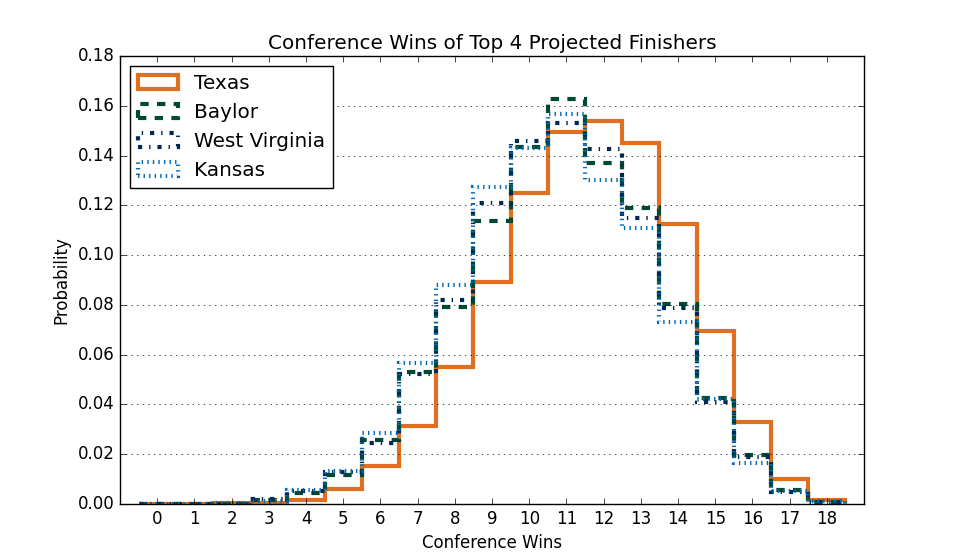 Conference Wins of Top 4 Projected Finishers
0.18
0.16
0.14
0.12
0.10
0.08
0.06
0.04
0.02
0.00
Probability
Texas
Baylor
West Virginia
Kansas
0 1 2 3 4 5 6 7 8 9 10 11 12 13 14 15 16 17 18
Conference Wins